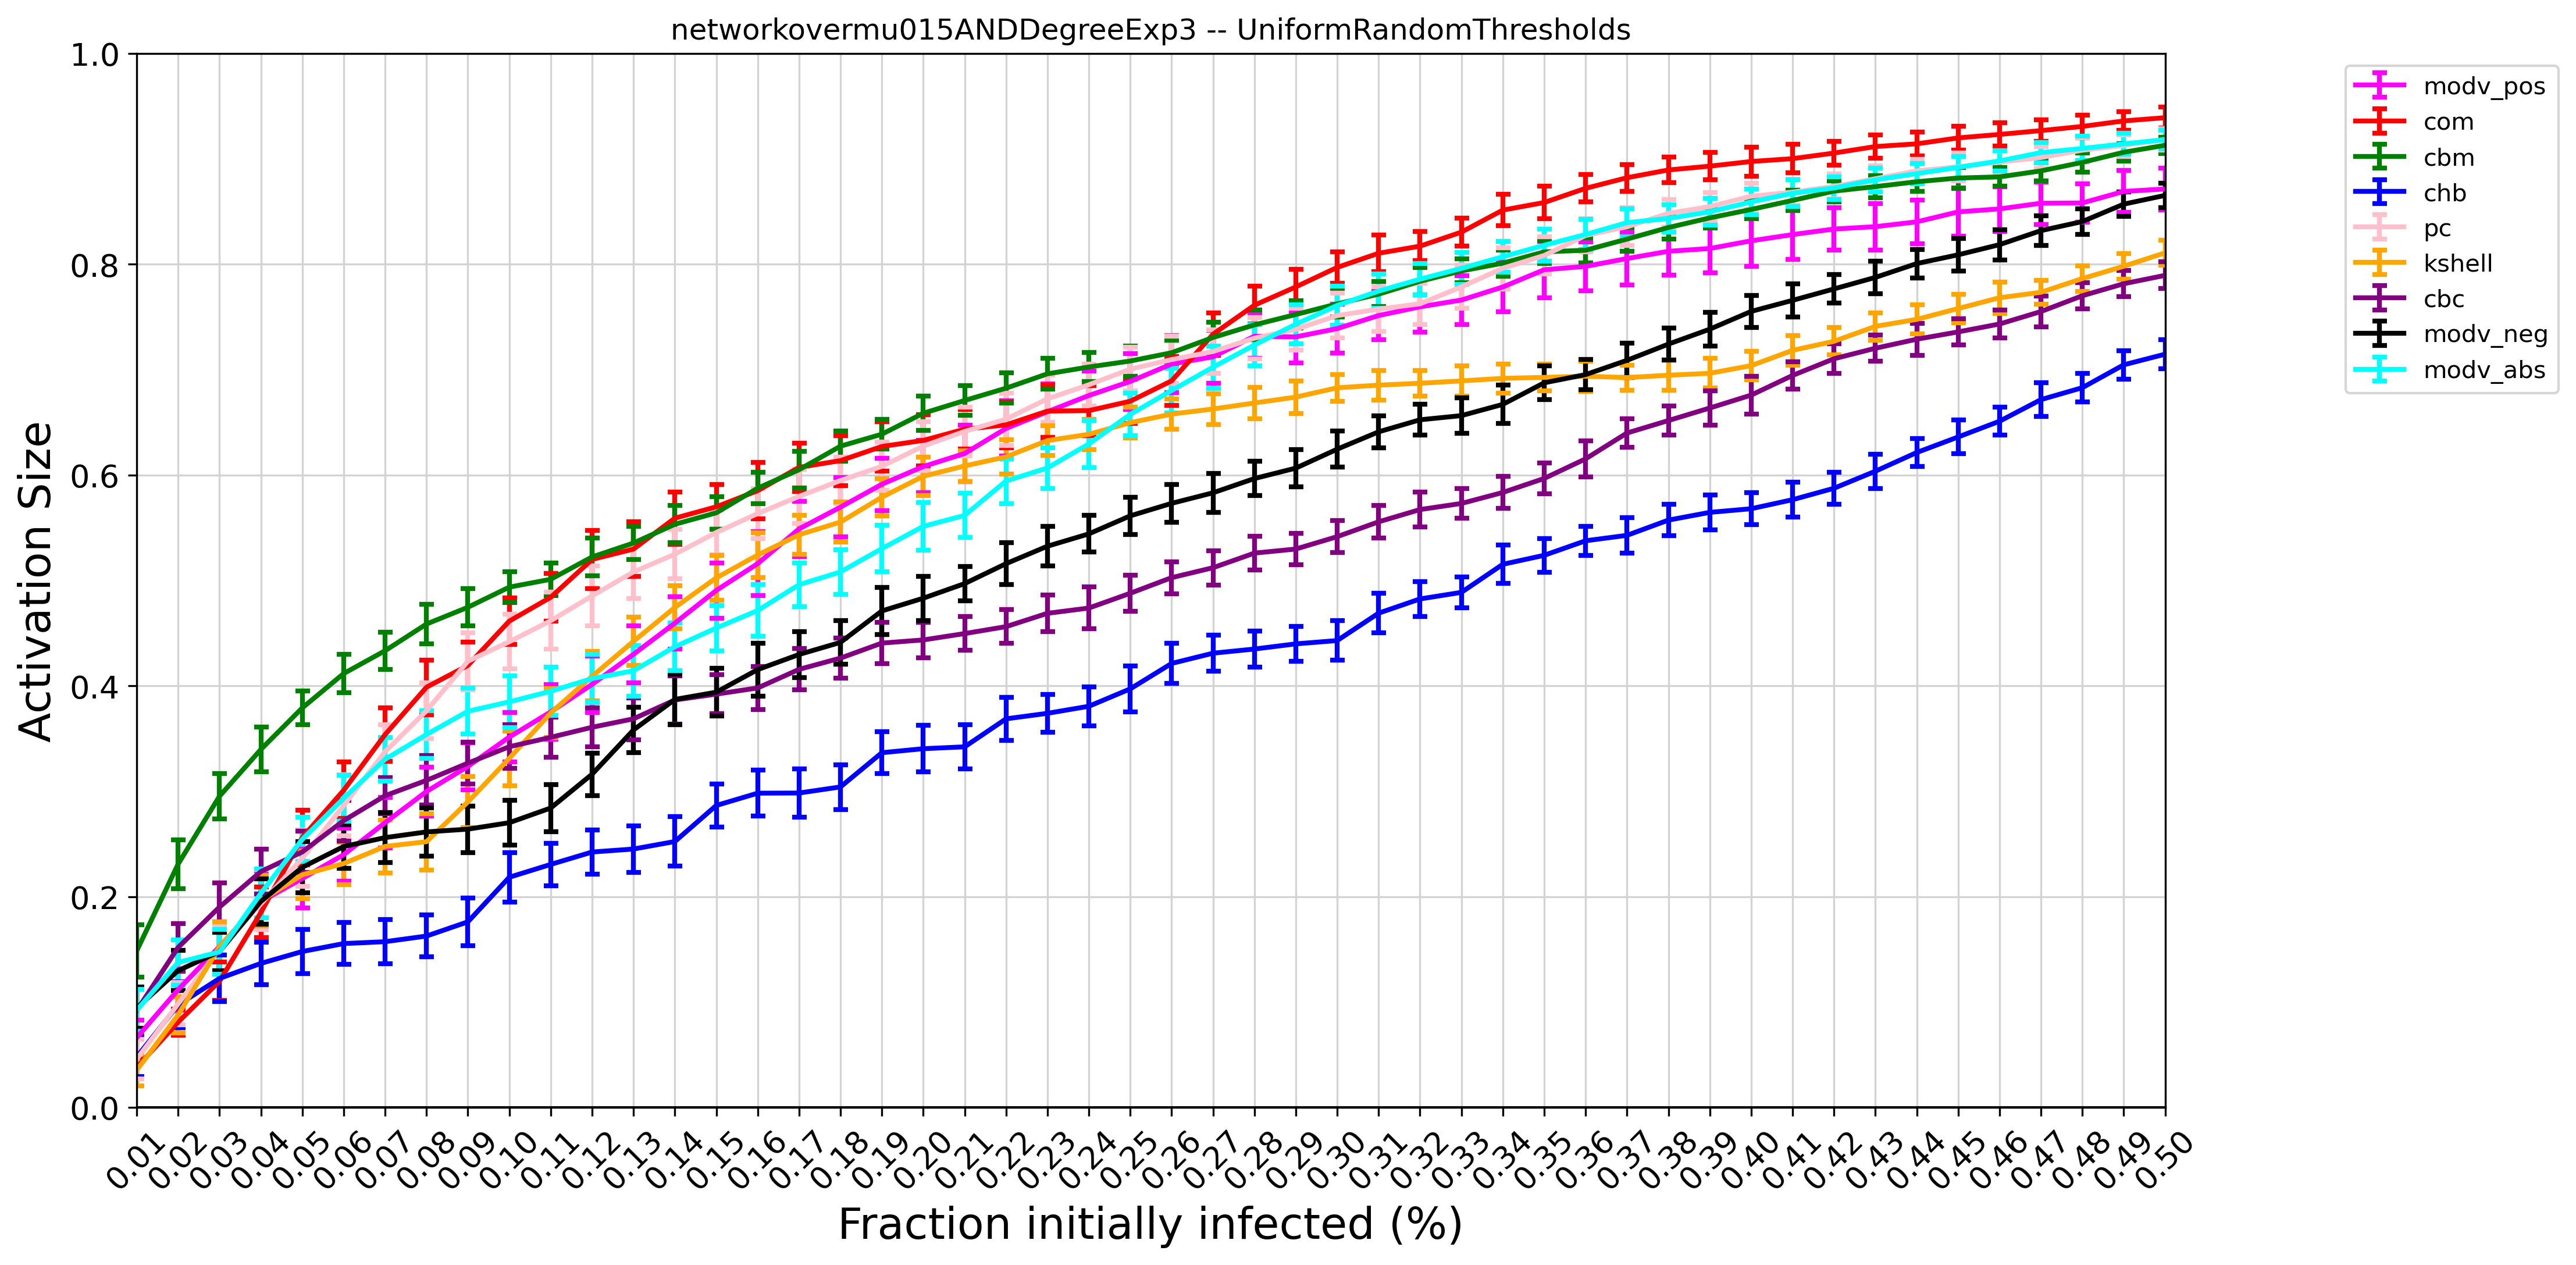 networkovermu015ANDDegreeExp3 -- UniformRandomThresholds
1.0
0.8
0.6
0.4
0.2
0.0
Activation Size
0.01 0.02 0.03 0.04 0.05 0.06 0.07 0.08 0.09 0.10 0.11 0.12 0.13 0.14 0.15 0.16 0.17 0.18 0.19 0.20 0.21 0.22 0.23 0.24 0.25 0.26 0.27 0.28 0.29 0.30 0.31 0.32 0.33 0.34 0.35 0.36 0.37 0.38 0.39 0.40 0.41 0.42 0.43 0.44 0.45 0.46 0.47 0.48 0.49 0.50
Fraction initially infected (%)
modv_pos
com
cbm
chb
pc
kshell
cbc
modv_neg
modv_abs